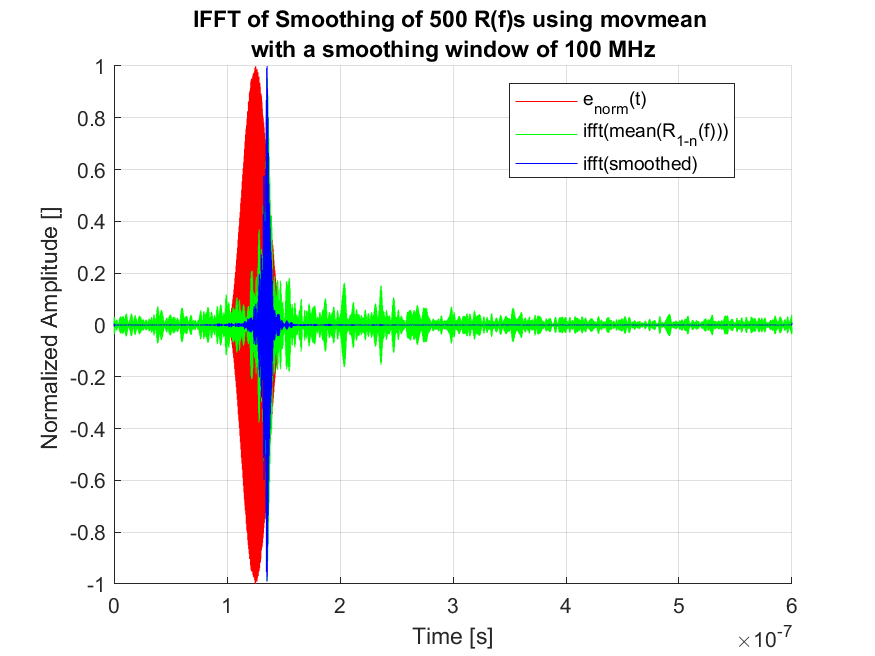 IFFT of Smoothing of 500 R(f)s using movmean
with a smoothing window of 100 MHz
e_norm(t)
ifft(mean(R_1-n(f)))
ifft(smoothed)
Normalized Amplitude []
1
0.8
0.6
0.4
0.2
0
-0.2
-0.4
-0.6
-0.8
-1
0 1 2 3 4 5 6
Time [s]
×10^-7